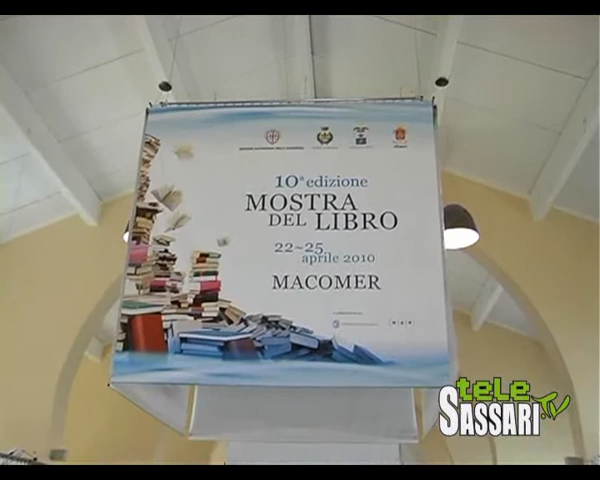 10ª edizione
MOSTRA
DEL LIBRO
22~25
aprile 2010
MACOMER
tele
SASSARI.TV